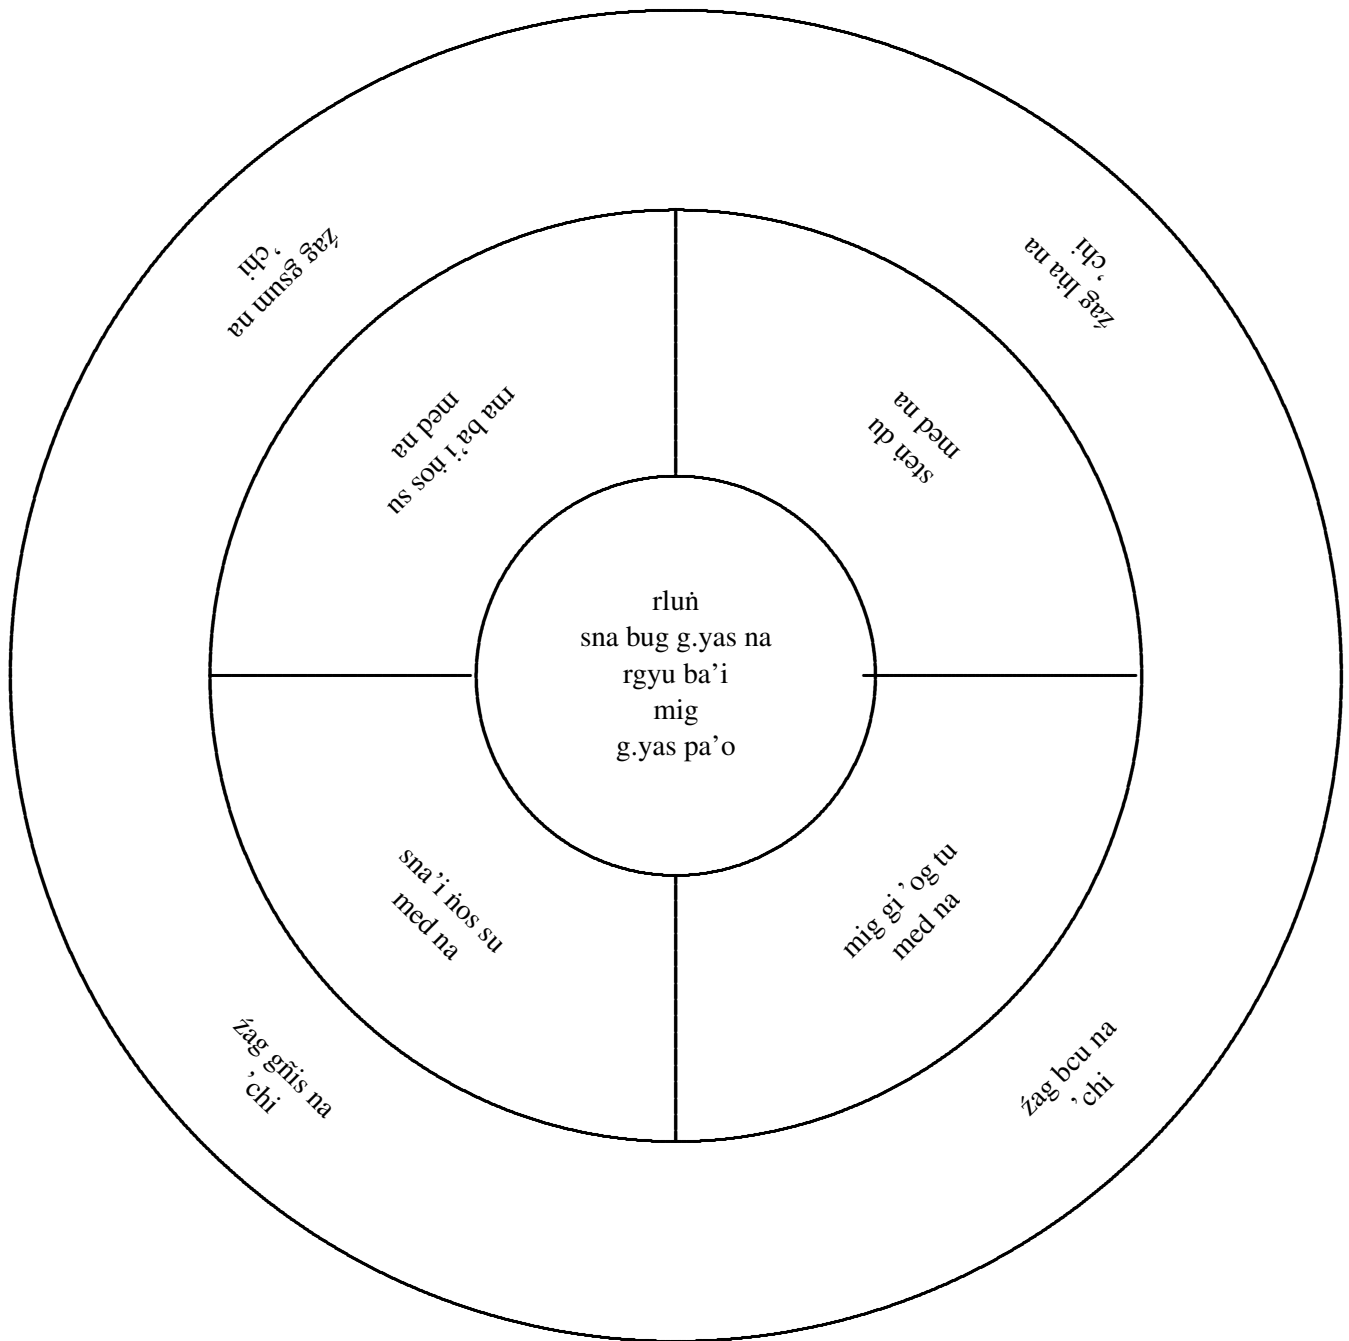 rluṅ
sna bug g.yas na
rgyu ba’i
mig
g.yas pa’o
steṅ du
med na
mig gi ’og tu
med na
sna’i ṅos su
med na
rna ba’i ṅos su
med na
źag lṅa na
’chi
źag bcu na
’chi
źag gñis na
’chi
źag gsum na
’chi